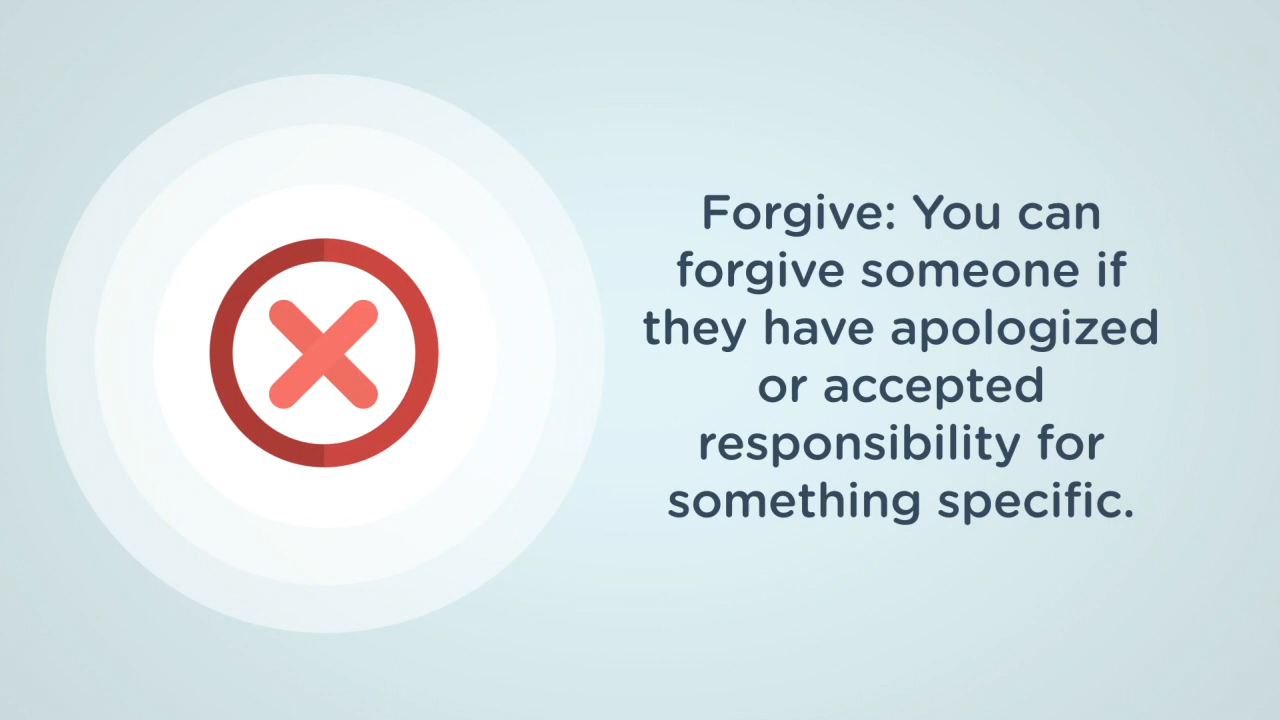 Forgive: You can
forgive someone if
they have apologized
or accepted
responsibility for
something specific.